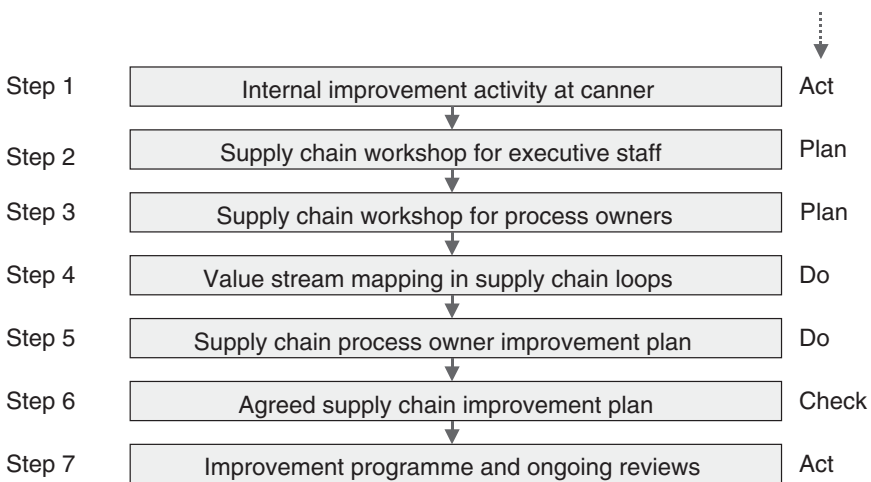 Step 1 Internal improvement activity at canner Act
Step 2 Supply chain workshop for executive staff Plan
Step 3 Supply chain workshop for process owners Plan
Step 4 Value stream mapping in supply chain loops Do
Step 5 Supply chain process owner improvement plan Do
Step 6 Agreed supply chain improvement plan Check
Step 7 Improvement programme and ongoing reviews Act